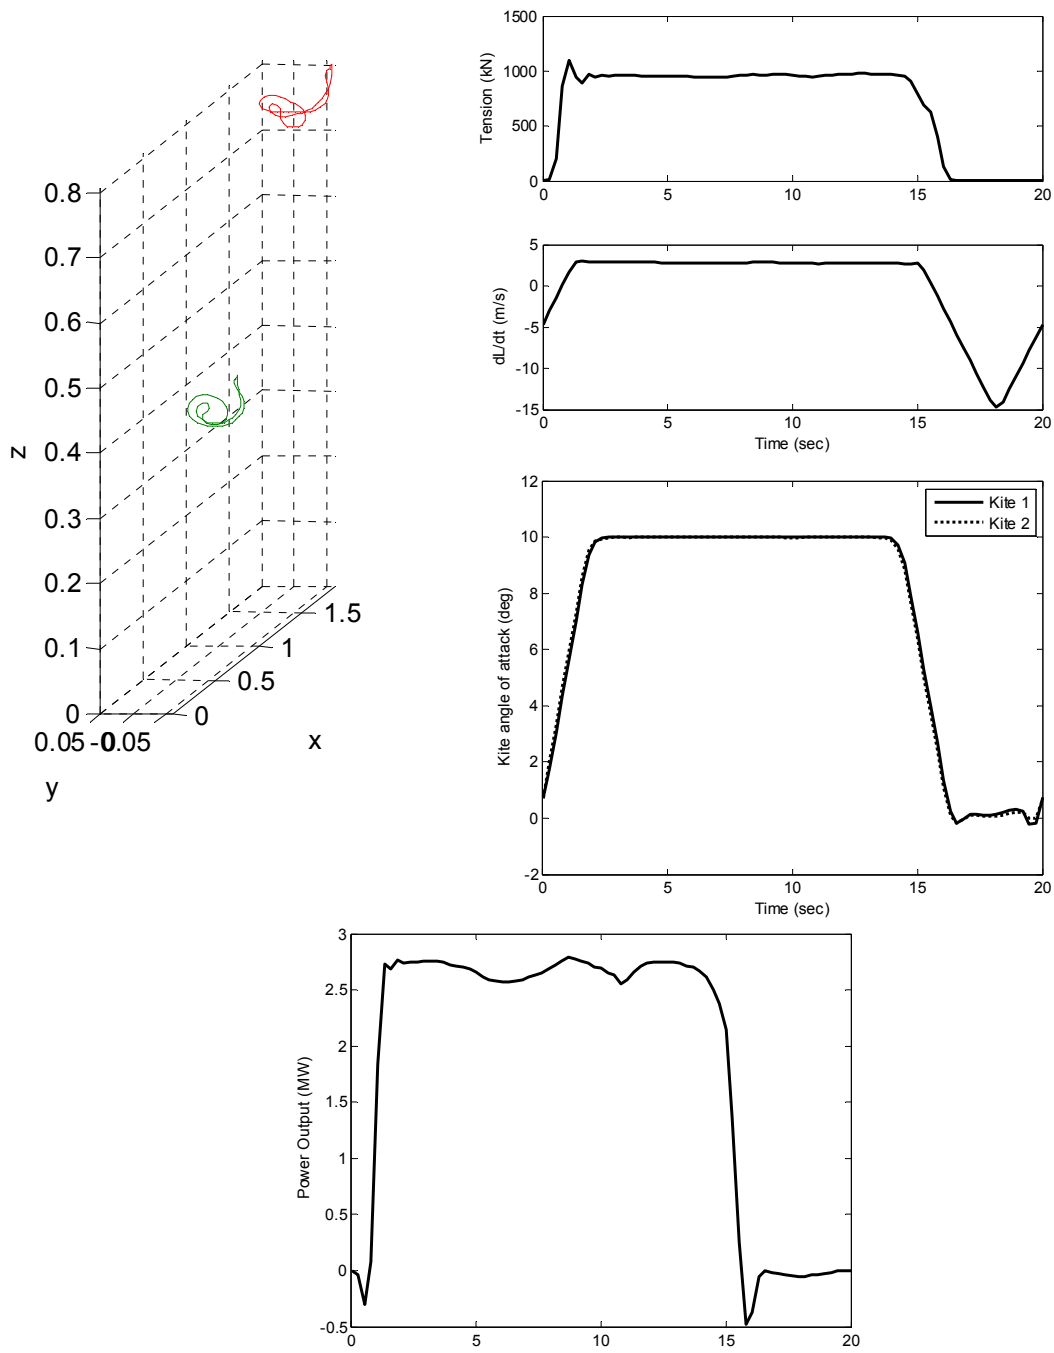 0.8
0.7
0.6
0.5
0.4
0.3
0.2
0.1
0
z
0.05 -0.05
0
y
0
0.5
1
1.5
x
1500
1000
500
0
0 5 10 15 20
Tension (kN)
5
0
-5
-10
-15
0 5 10 15 20
dL/dt (m/s)
Time (sec)
12
10
8
6
4
2
0
-2
0 5 10 15 20
Kite angle of attack (deg)
Time (sec)
Kite 1
Kite 2
3
2.5
2
1.5
1
0.5
0
-0.5
0 5 10 15 20
Power Output (MW)